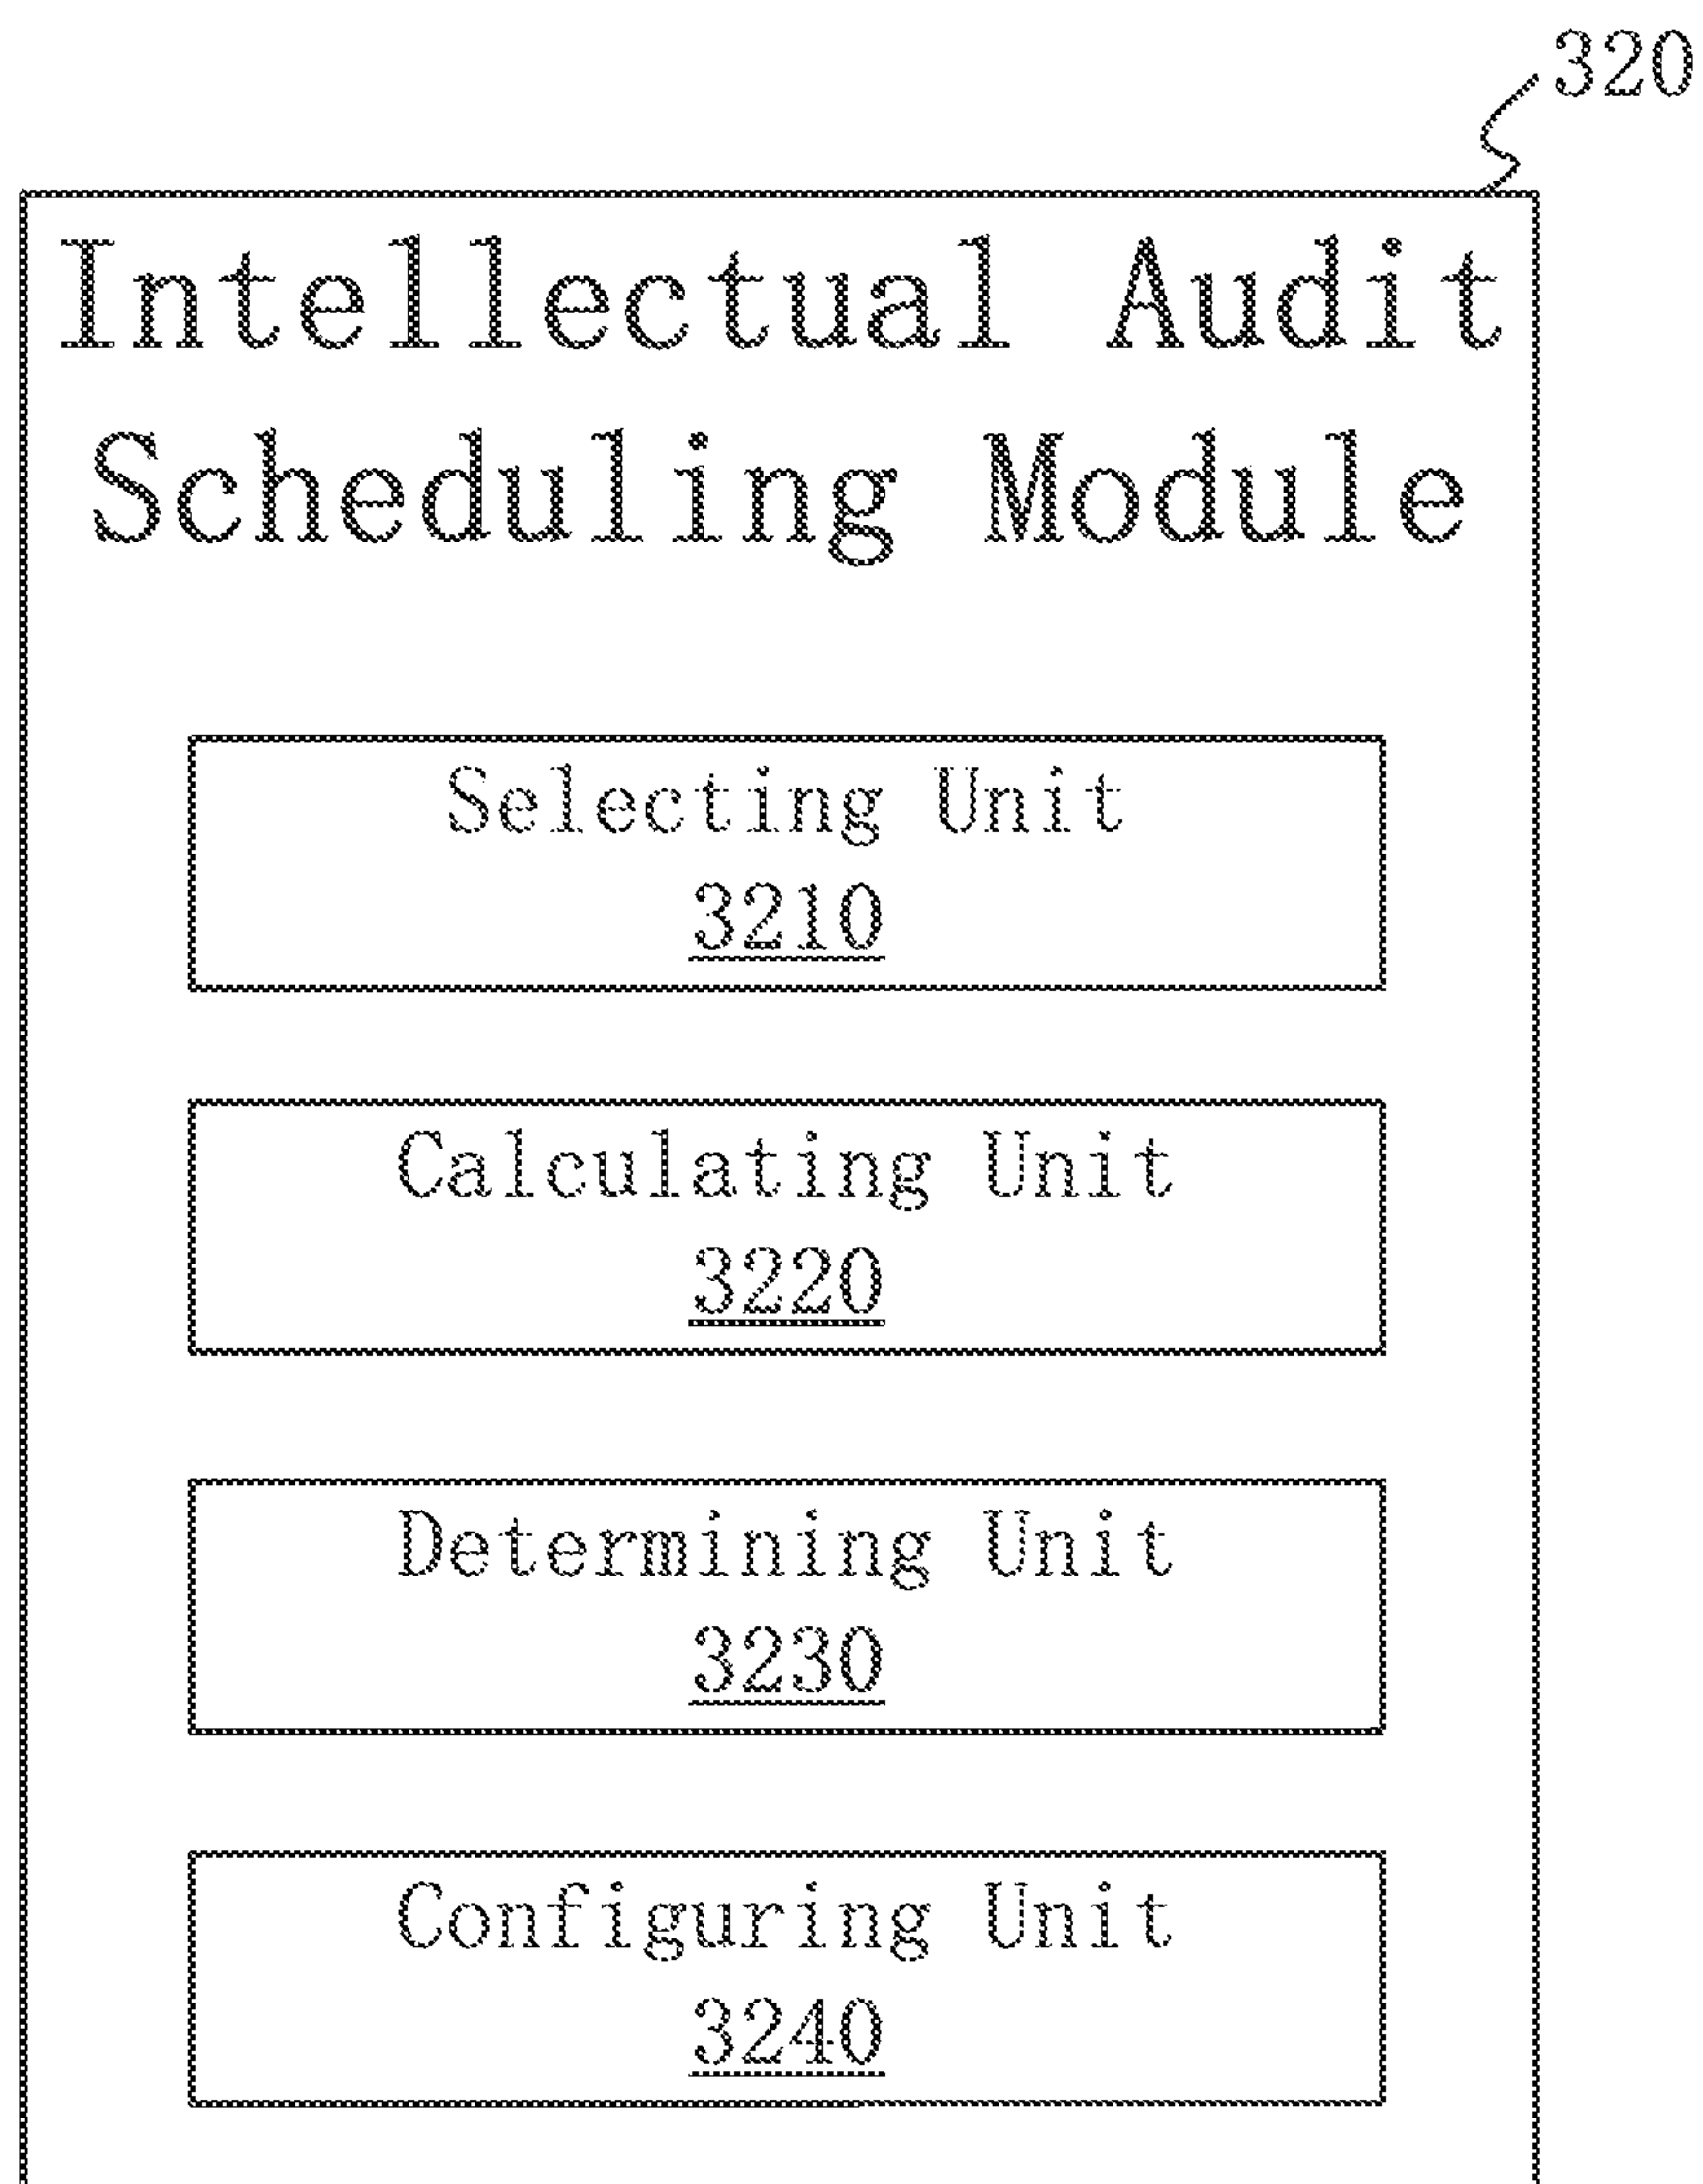 320
Intellectual Audit
Scheduling Module
Selecting Unit
3210
Calculating Unit
3220
Determining Unit
3230
Configuring Unit
3240